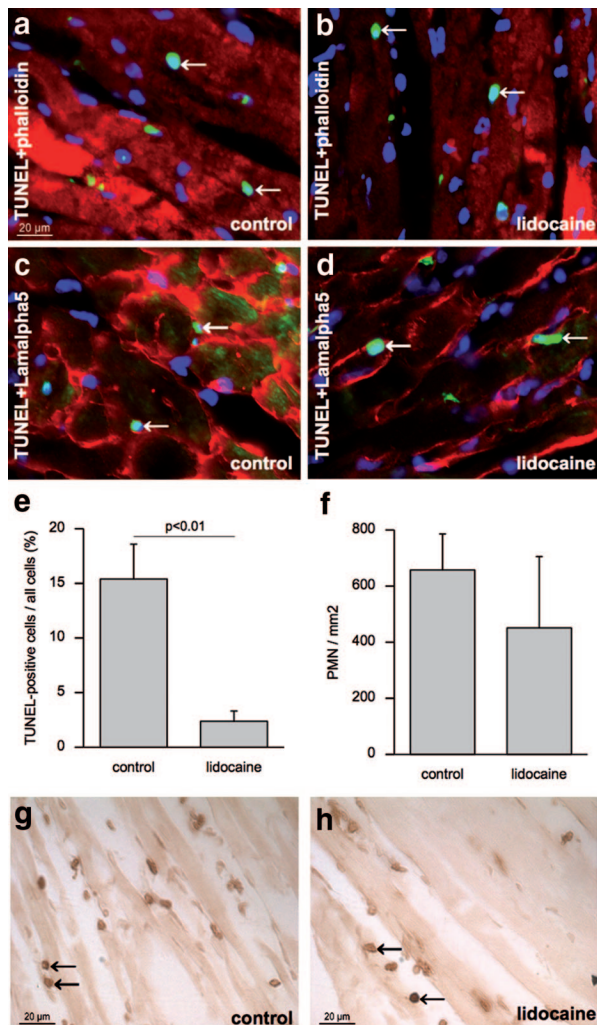 a
TUNEL+phalloidin
20 µm
control
b
TUNEL+phalloidin
lidocaine
c
TUNEL+Lamalpha5
control
d
TUNEL+Lamalpha5
lidocaine
e
p<0.01
TUNEL-positive cells / all cells (%)
20
15
10
5
0
control
lidocaine
f
PMN / mm2
800
600
400
200
0
control
lidocaine
g
20 µm
control
h
20 µm
lidocaine